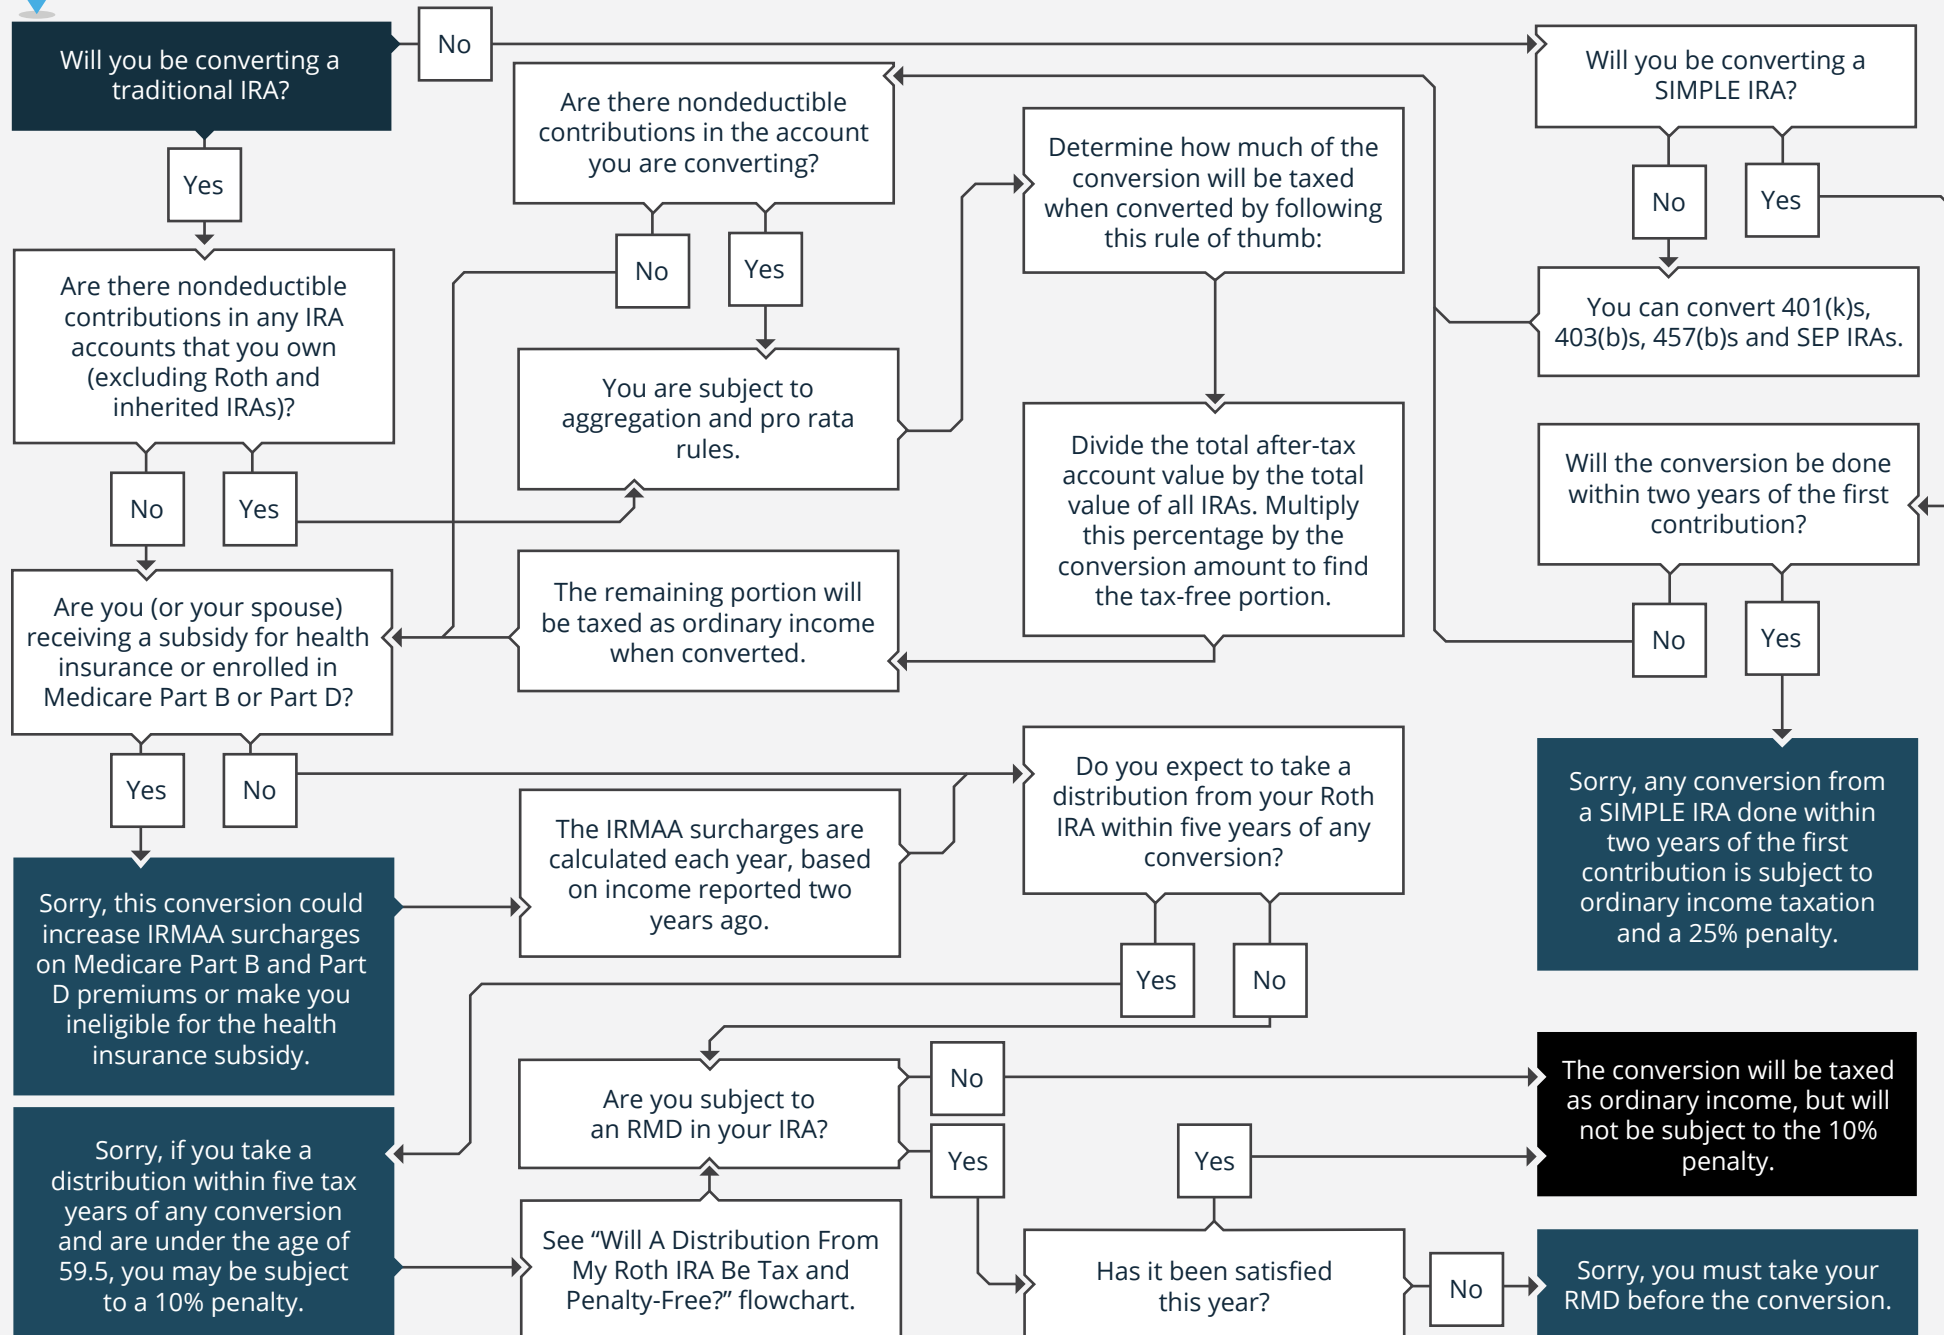 Will you be converting a
traditional IRA?
No
Will you be converting a
SIMPLE IRA?
Yes
Are there nondeductible
contributions in the account
you are converting?
Determine how much of the
conversion will be taxed
when converted by following
this rule of thumb:
No
Yes
No
Yes
Are there nondeductible
contributions in any IRA
accounts that you own
(excluding Roth and
inherited IRAs)?
You can convert 401(k)s,
403(b)s, 457(b)s and SEP IRAs.
You are subject to
aggregation and pro rata
rules.
Divide the total after-tax
account value by the total
value of all IRAs. Multiply
this percentage by the
conversion amount to find
the tax-free portion.
Will the conversion be done
within two years of the first
contribution?
No
Yes
Are you (or your spouse)
receiving a subsidy for health
insurance or enrolled in
Medicare Part B or Part D?
The remaining portion will
be taxed as ordinary income
when converted.
No
Yes
Yes
No
The IRMAA surcharges are
calculated each year, based
on income reported two
years ago.
Do you expect to take a
distribution from your Roth
IRA within five years of any
conversion?
Sorry, any conversion from
a SIMPLE IRA done within
two years of the first
contribution is subject to
ordinary income taxation
and a 25% penalty.
Sorry, this conversion could
increase IRMAA surcharges
on Medicare Part B and Part
D premiums or make you
ineligible for the health
insurance subsidy.
Yes
No
Are you subject to
an RMD in your IRA?
No
Yes
Yes
The conversion will be taxed
as ordinary income, but will
not be subject to the 10%
penalty.
Sorry, if you take a
distribution within five tax
years of any conversion
and are under the age of
59.5, you may be subject
to a 10% penalty.
See “Will A Distribution From
My Roth IRA Be Tax and
Penalty-Free?” flowchart.
Has it been satisfied
this year?
No
Sorry, you must take your
RMD before the conversion.